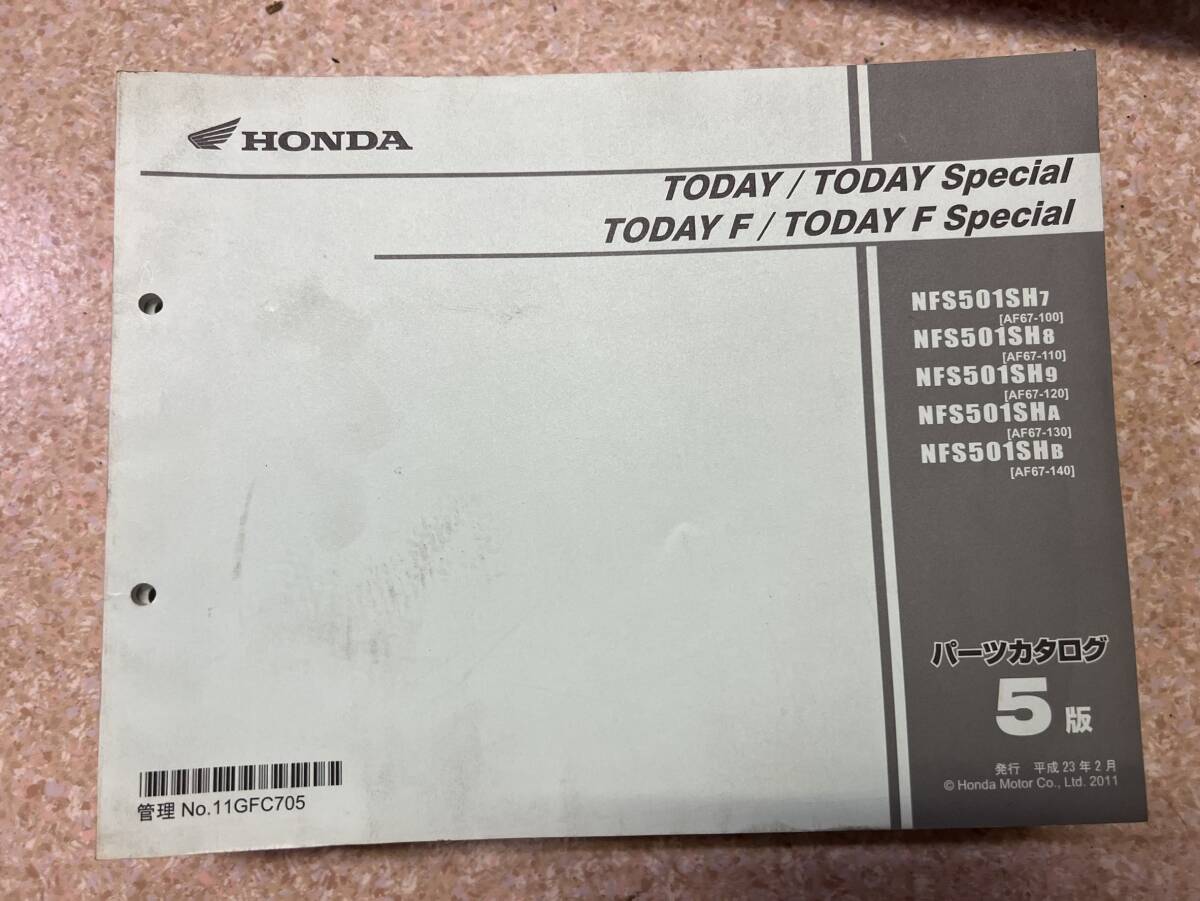 HONDA
TODAY / TODAY Special
TODAY F / TODAY F Special
NFS501SH7
[AF67-100]
NFS501SH8
[AF67-110]
NFS501SH9
[AF67-120]
NFS501SHA
[AF67-130]
NFS501SHB
[AF67-140]
パーツカタログ
5版
発行 平成23年2月
© Honda Motor Co., Ltd. 2011
管理 No.11GFC705